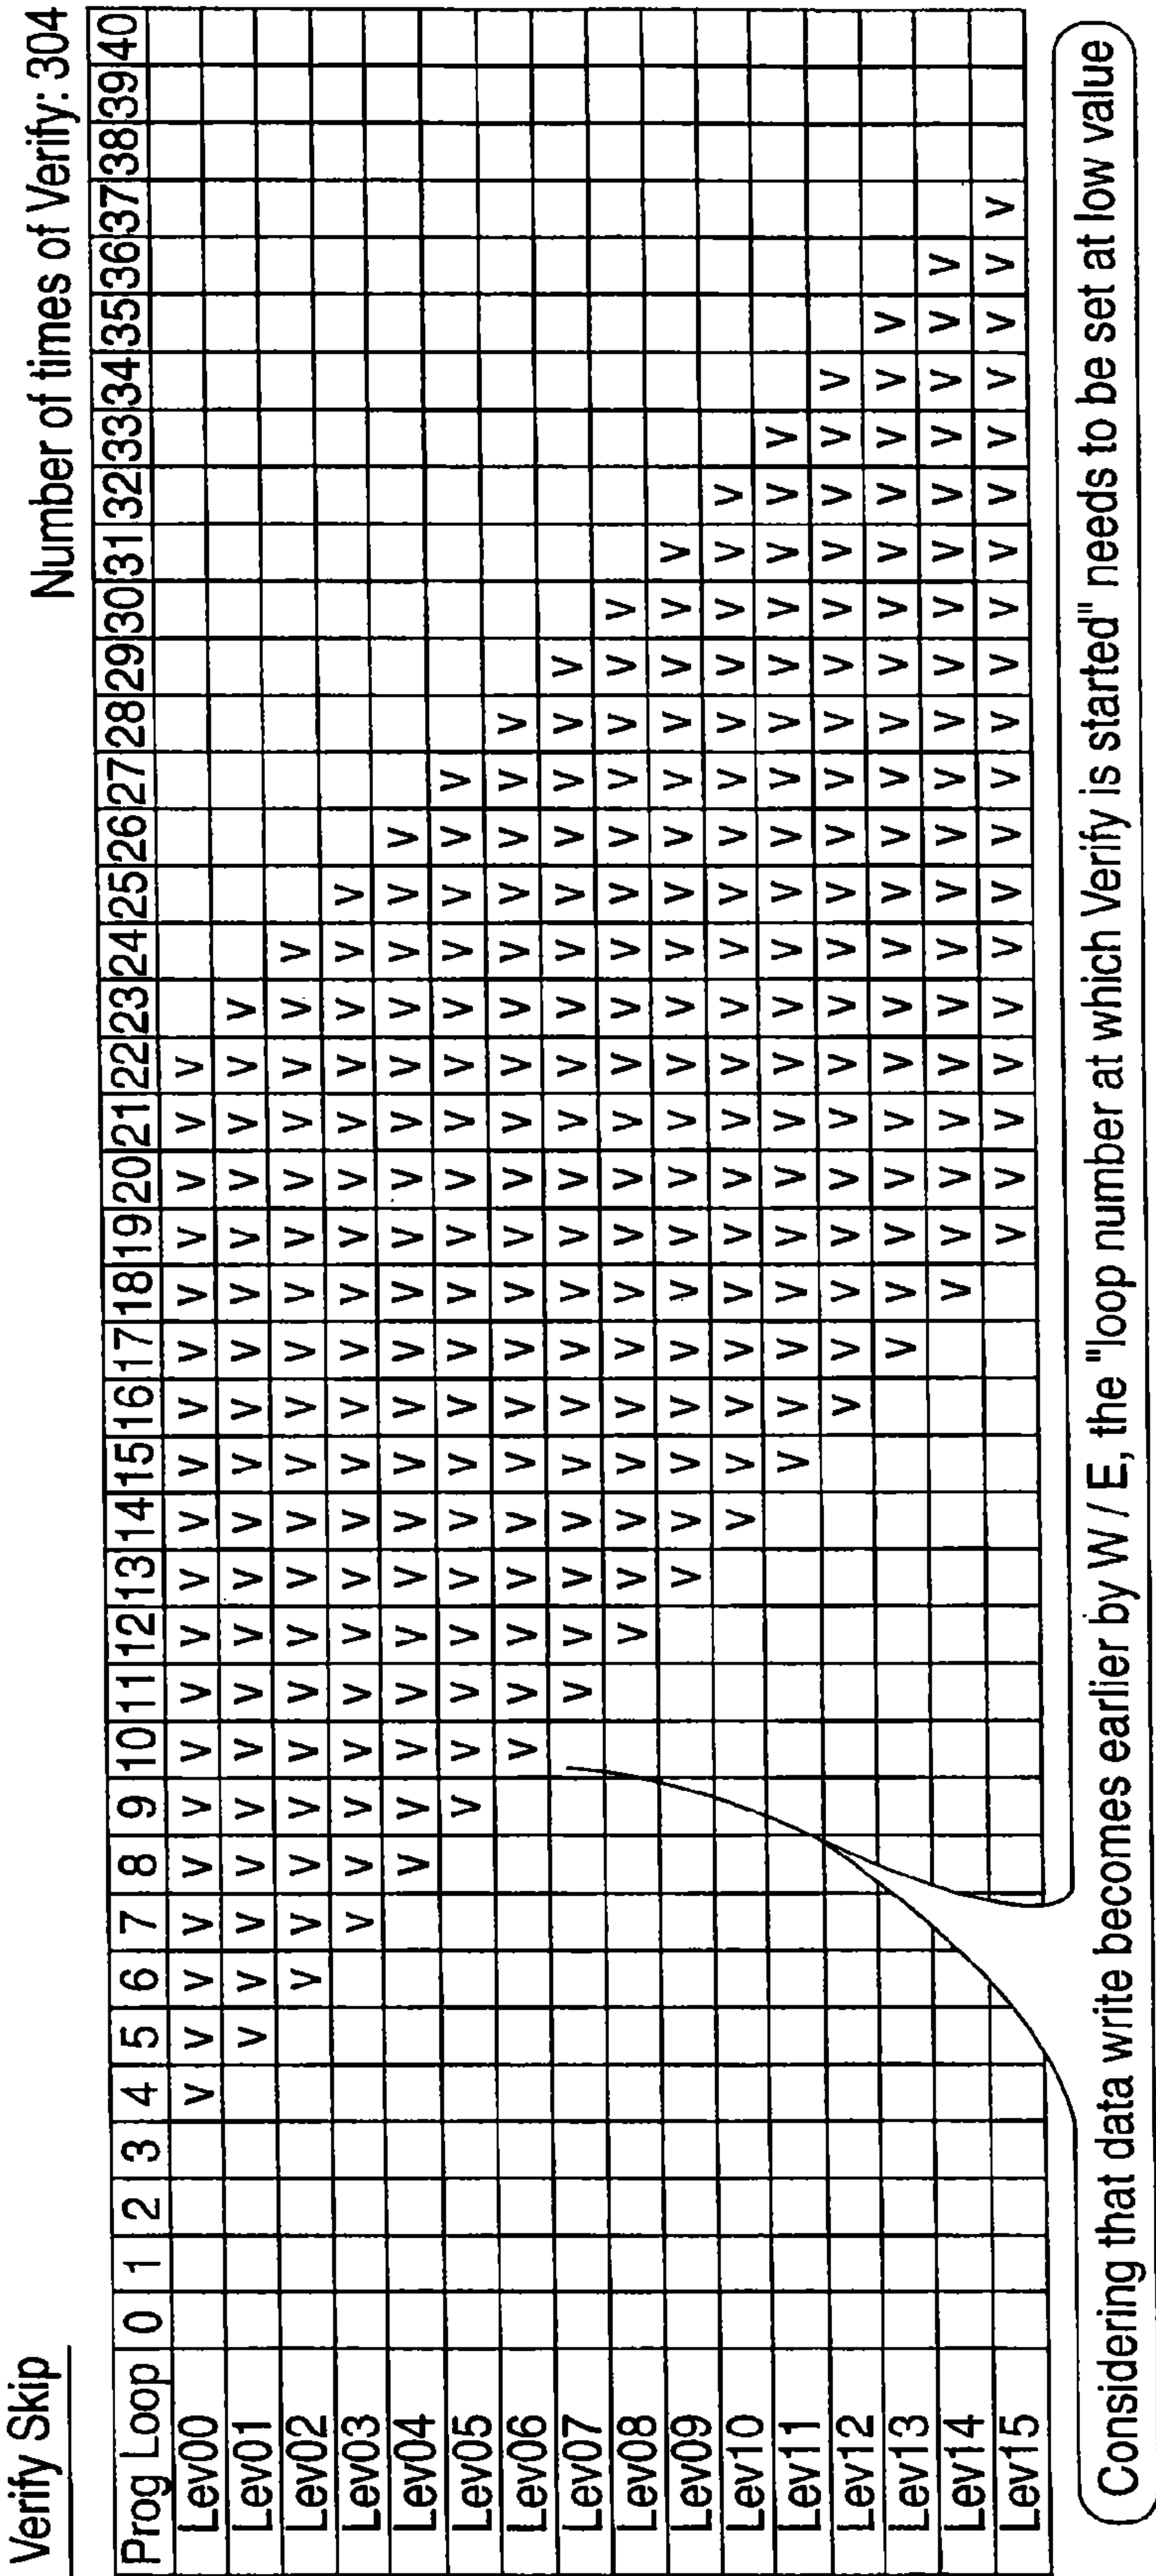 Verify Skip
Number of times of Verify: 304
Prog Loop 0 1 2 3 4 5 6 7 8 9 10 11 12 13 14 15 16 17 18 19 20 21 22 23 24 25 26 27 28 29 30 31 32 33 34 35 36 37 38 39 40
Lev00 V V V V V V V V V V V V V V V V V V V
Lev01 V V V V V V V V V V V V V V V V V V V
Lev02 V V V V V V V V V V V V V V V V V V V
Lev03 V V V V V V V V V V V V V V V V V V V
Lev04 V V V V V V V V V V V V V V V V V V V
Lev05 V V V V V V V V V V V V V V V V V V V
Lev06 V V V V V V V V V V V V V V V V V V V
Lev07 V V V V V V V V V V V V V V V V V V V
Lev08 V V V V V V V V V V V V V V V V V V V
Lev09 V V V V V V V V V V V V V V V V V V V
Lev10 V V V V V V V V V V V V V V V V V V V
Lev11 V V V V V V V V V V V V V V V V V V V
Lev12 V V V V V V V V V V V V V V V V V V V
Lev13 V V V V V V V V V V V V V V V V V V V
Lev14 V V V V V V V V V V V V V V V V V V V
Lev15 V V V V V V V V V V V V V V V V V V V
Considering that data write becomes earlier by W / E, the "loop number at which Verify is started" needs to be set at low value